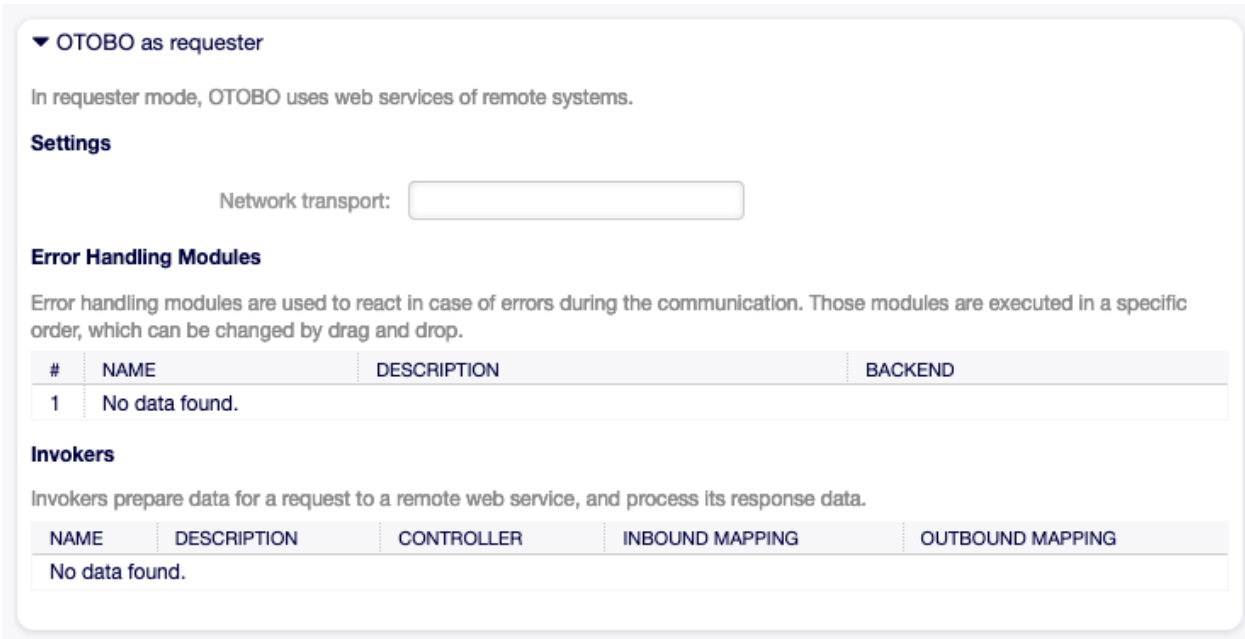 OTOBO as requester
In requester mode, OTOBO uses web services of remote systems.
Settings
Network transport:
Error Handling Modules
Error handling modules are used to react in case of errors during the communication. Those modules are executed in a specific
order, which can be changed by drag and drop.
# NAME DESCRIPTION BACKEND
1 No data found.
Invokers
Invokers prepare data for a request to a remote web service, and process its response data.
NAME DESCRIPTION CONTROLLER INBOUND MAPPING OUTBOUND MAPPING
No data found.